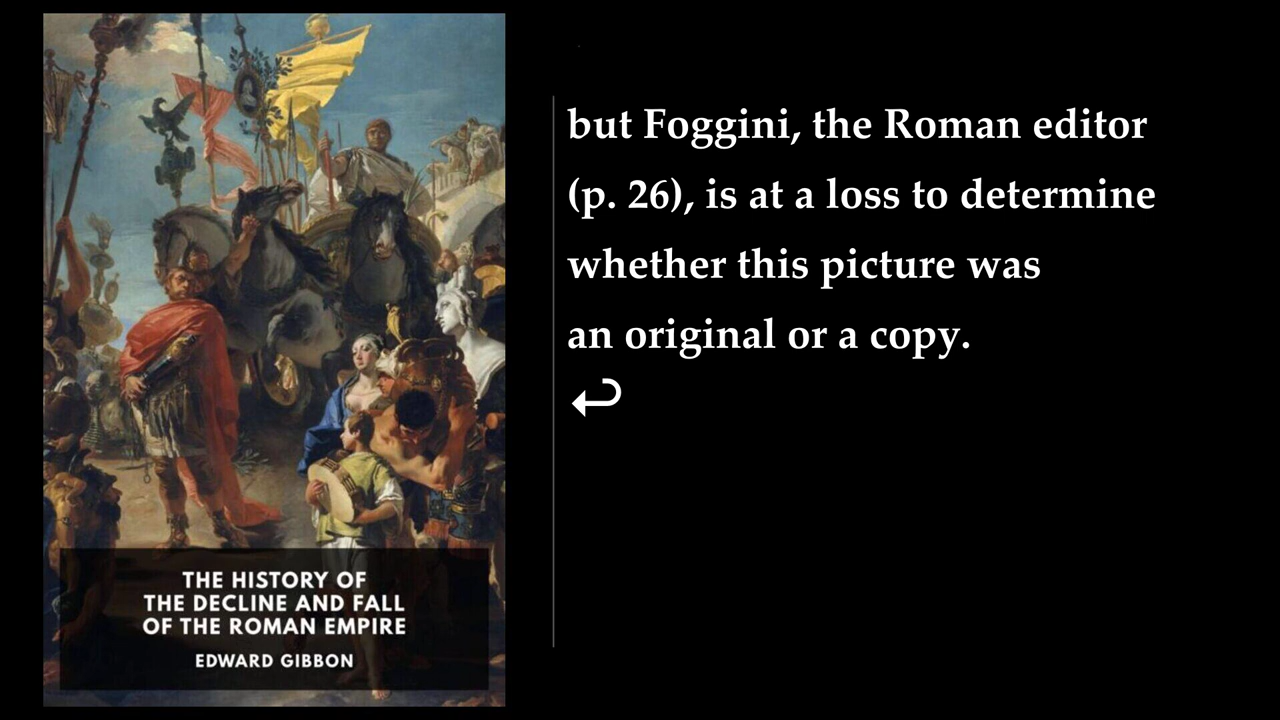 but Foggini, the Roman editor
(p. 26), is at a loss to determine
whether this picture was
an original or a copy.
↩
THE HISTORY OF
THE DECLINE AND FALL
OF THE ROMAN EMPIRE
EDWARD GIBBON